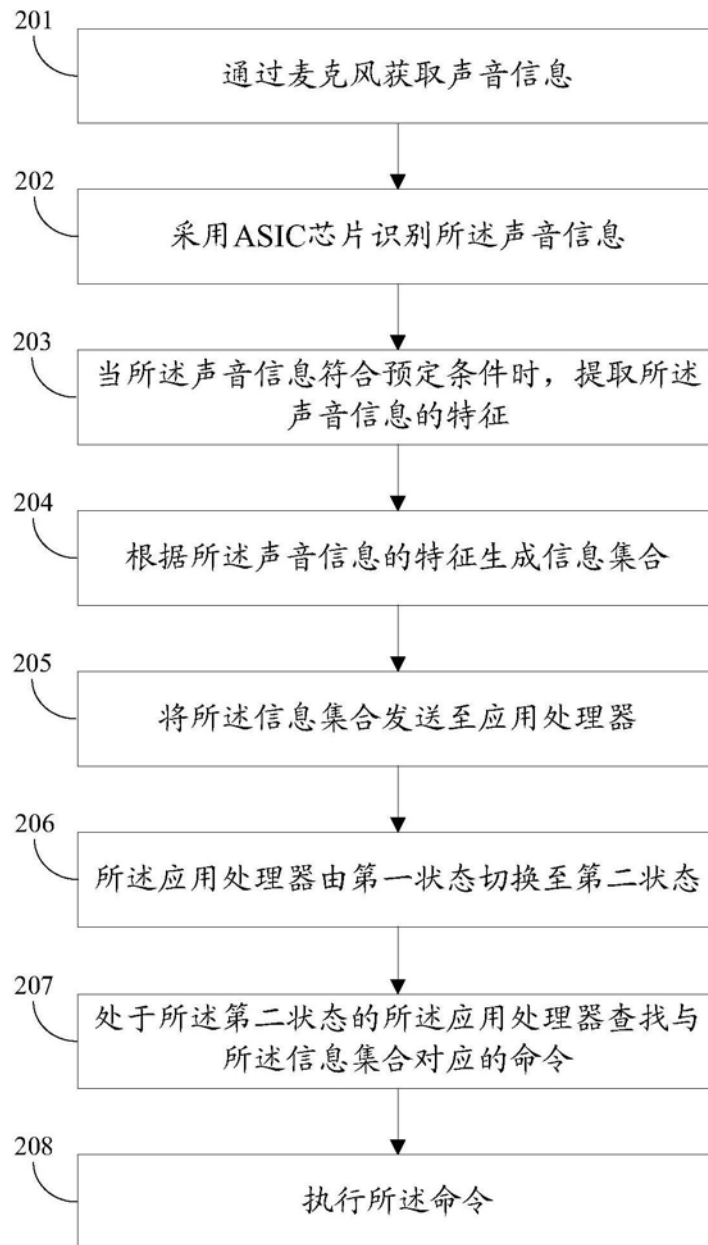 201
通过麦克风获取声音信息
202
采用ASIC芯片识别所述声音信息
203
当所述声音信息符合预定条件时，提取所述
声音信息的特征
204
根据所述声音信息的特征生成信息集合
205
将所述信息集合发送至应用处理器
206
所述应用处理器由第一状态切换至第二状态
207
处于所述第二状态的所述应用处理器查找与
所述信息集合对应的命令
208
执行所述命令